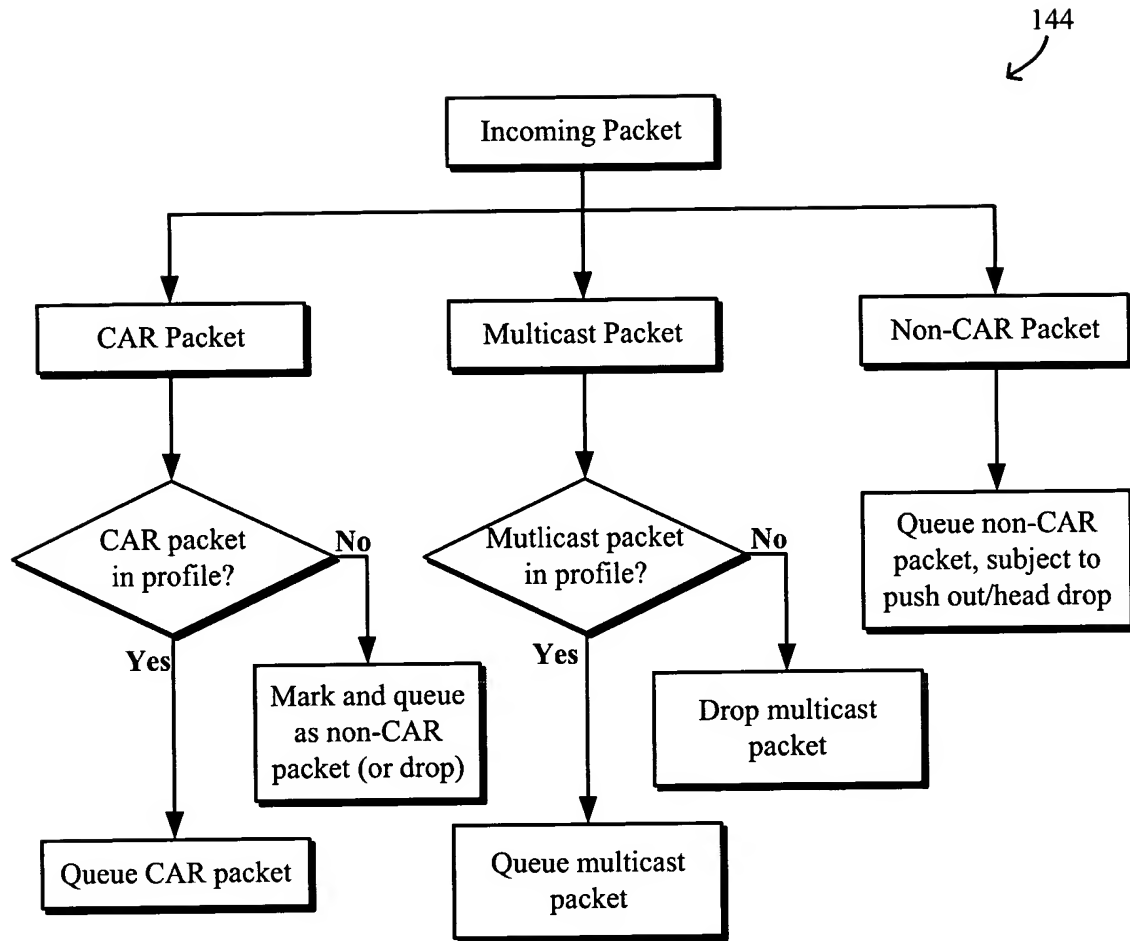 144
Incoming Packet
CAR Packet
Multicast Packet
Non-CAR Packet
CAR packet
in profile?
No
Yes
Mutlicast packet
in profile?
No
Yes
Queue non-CAR
packet, subject to
push out/head drop
Mark and queue
as non-CAR
packet (or drop)
Drop multicast
packet
Queue CAR packet
Queue multicast
packet